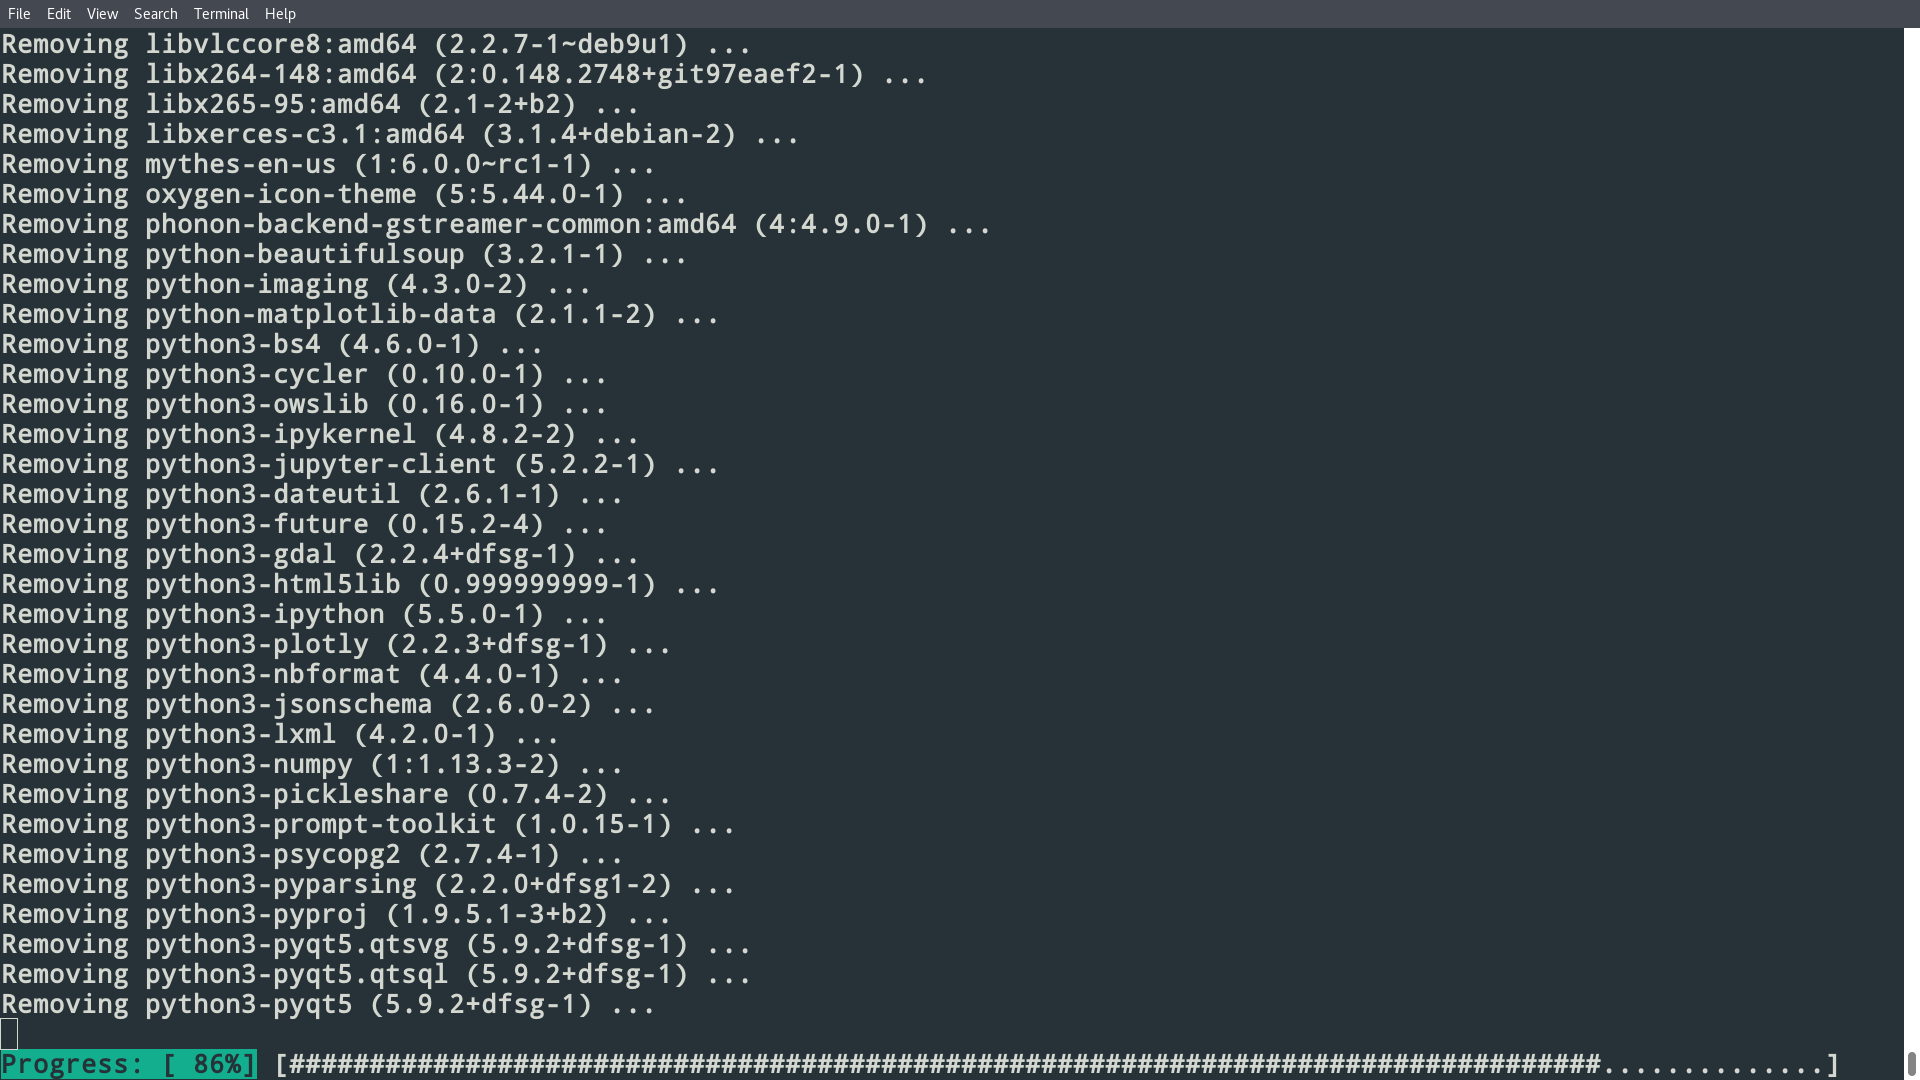 File Edit View Search Terminal Help
Removing libvlccore8:amd64 (2.2.7-1~deb9u1) ...
Removing libx264-148:amd64 (2:0.148.2748+git97eaef2-1) ...
Removing libx265-95:amd64 (2.1-2+b2) ...
Removing libxerces-c3.1:amd64 (3.1.4+debian-2) ...
Removing mythes-en-us (1:6.0.0~rc1-1) ...
Removing oxygen-icon-theme (5:5.44.0-1) ...
Removing phonon-backend-gstreamer-common:amd64 (4:4.9.0-1) ...
Removing python-beautifulsoup (3.2.1-1) ...
Removing python-imaging (4.3.0-2) ...
Removing python-matplotlib-data (2.1.1-2) ...
Removing python3-bs4 (4.6.0-1) ...
Removing python3-cycler (0.10.0-1) ...
Removing python3-owslib (0.16.0-1) ...
Removing python3-ipykernel (4.8.2-2) ...
Removing python3-jupyter-client (5.2.2-1) ...
Removing python3-dateutil (2.6.1-1) ...
Removing python3-future (0.15.2-4) ...
Removing python3-gdal (2.2.4+dfsg-1) ...
Removing python3-html5lib (0.999999999-1) ...
Removing python3-ipython (5.5.0-1) ...
Removing python3-plotly (2.2.3+dfsg-1) ...
Removing python3-nbformat (4.4.0-1) ...
Removing python3-jsonschema (2.6.0-2) ...
Removing python3-lxml (4.2.0-1) ...
Removing python3-numpy (1:1.13.3-2) ...
Removing python3-pickleshare (0.7.4-2) ...
Removing python3-prompt-toolkit (1.0.15-1) ...
Removing python3-psycopg2 (2.7.4-1) ...
Removing python3-pyparsing (2.2.0+dfsg1-2) ...
Removing python3-pyproj (1.9.5.1-3+b2) ...
Removing python3-pyqt5.qtsvg (5.9.2+dfsg-1) ...
Removing python3-pyqt5.qtsql (5.9.2+dfsg-1) ...
Removing python3-pyqt5 (5.9.2+dfsg-1) ...
Progress: [ 86%] [##################################################################################..............]